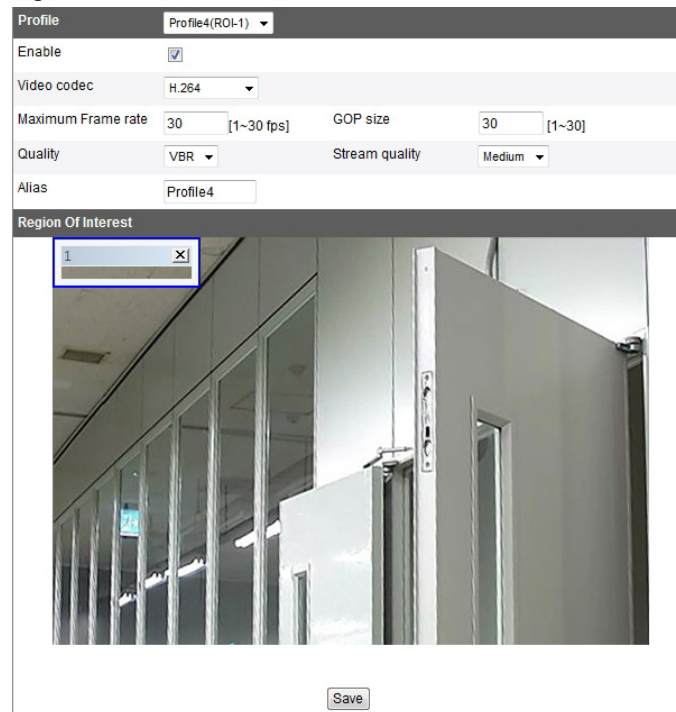 Profile Profile4(ROI-1)
Enable
Video codec H.264
Maximum Frame rate 30 [1~30 fps] GOP size 30 [1~30]
Quality VBR Stream quality Medium
Alias Profile4
Region Of Interest
1
Save